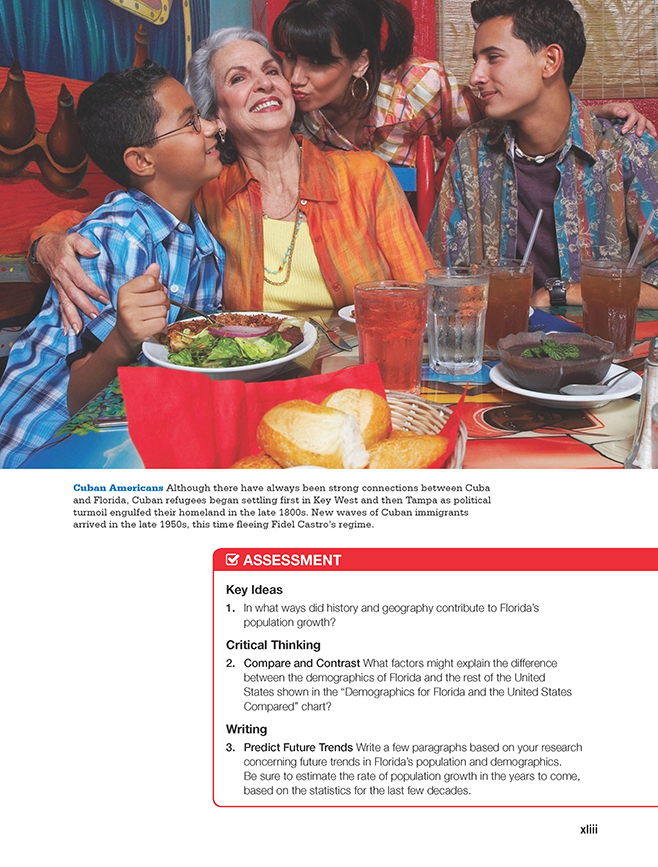 Cuban Americans Although there have always been strong connections between Cuba
and Florida, Cuban refugees began settling first in Key West and then Tampa as political
turmoil engulfed their homeland in the late 1800s. New waves of Cuban immigrants
arrived in the late 1950s, this time fleeing Fidel Castro's regime.
ASSESSMENT
Key Ideas
1. In what ways did history and geography contribute to Florida's
population growth?
Critical Thinking
2. Compare and Contrast What factors might explain the difference
between the demographics of Florida and the rest of the United
States shown in the “Demographics for Florida and the United States
Compared” chart?
Writing
3. Predict Future Trends Write a few paragraphs based on your research
concerning future trends in Florida's population and demographics.
Be sure to estimate the rate of population growth in the years to come,
based on the statistics for the last few decades.
xliii